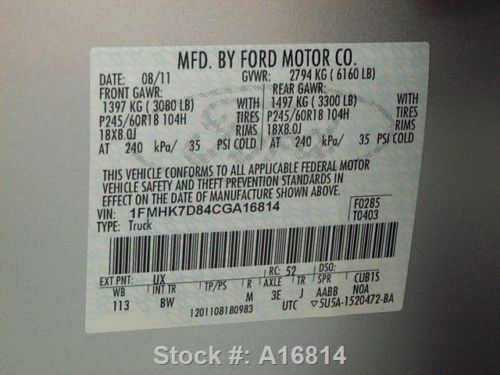 MFD. BY FORD MOTOR CO.
DATE 08/11 GVWR: 2794 KG ( 6160 LB)
FRONT GAWR: REAR GAWR:
1397 KG ( 3080 LB) WITH 1497 KG ( 3300 LB) WITH
P245/60R18 104H TIRES P245/60R18 104H TIRES
18X8.0J RIMS 18X8.0J RIMS
AT 240 kPa/ 35 PSI COLD AT 240 kPa/ 35 PSI COLD
THIS VEHICLE CONFORMS TO ALL APPLICABLE FEDERAL MOTOR
VEHICLE SAFETY AND THEFT PREVENTION STANDARDS IN
EFFECT ON THE DATE OF MANUFACTURE SHOWN ABOVE.
VIN: 1FMHK7D84CGA16814 F0285
TYPE: Truck T0403
EXT PNT: UX RC: 52 DSO:
WB INT TR R AXLE TR SPR CUB1S
113 BW M 3E J AABB NOA
1201108180983 UTC ▽5U5A-1520472-BA
Stock #: A16814